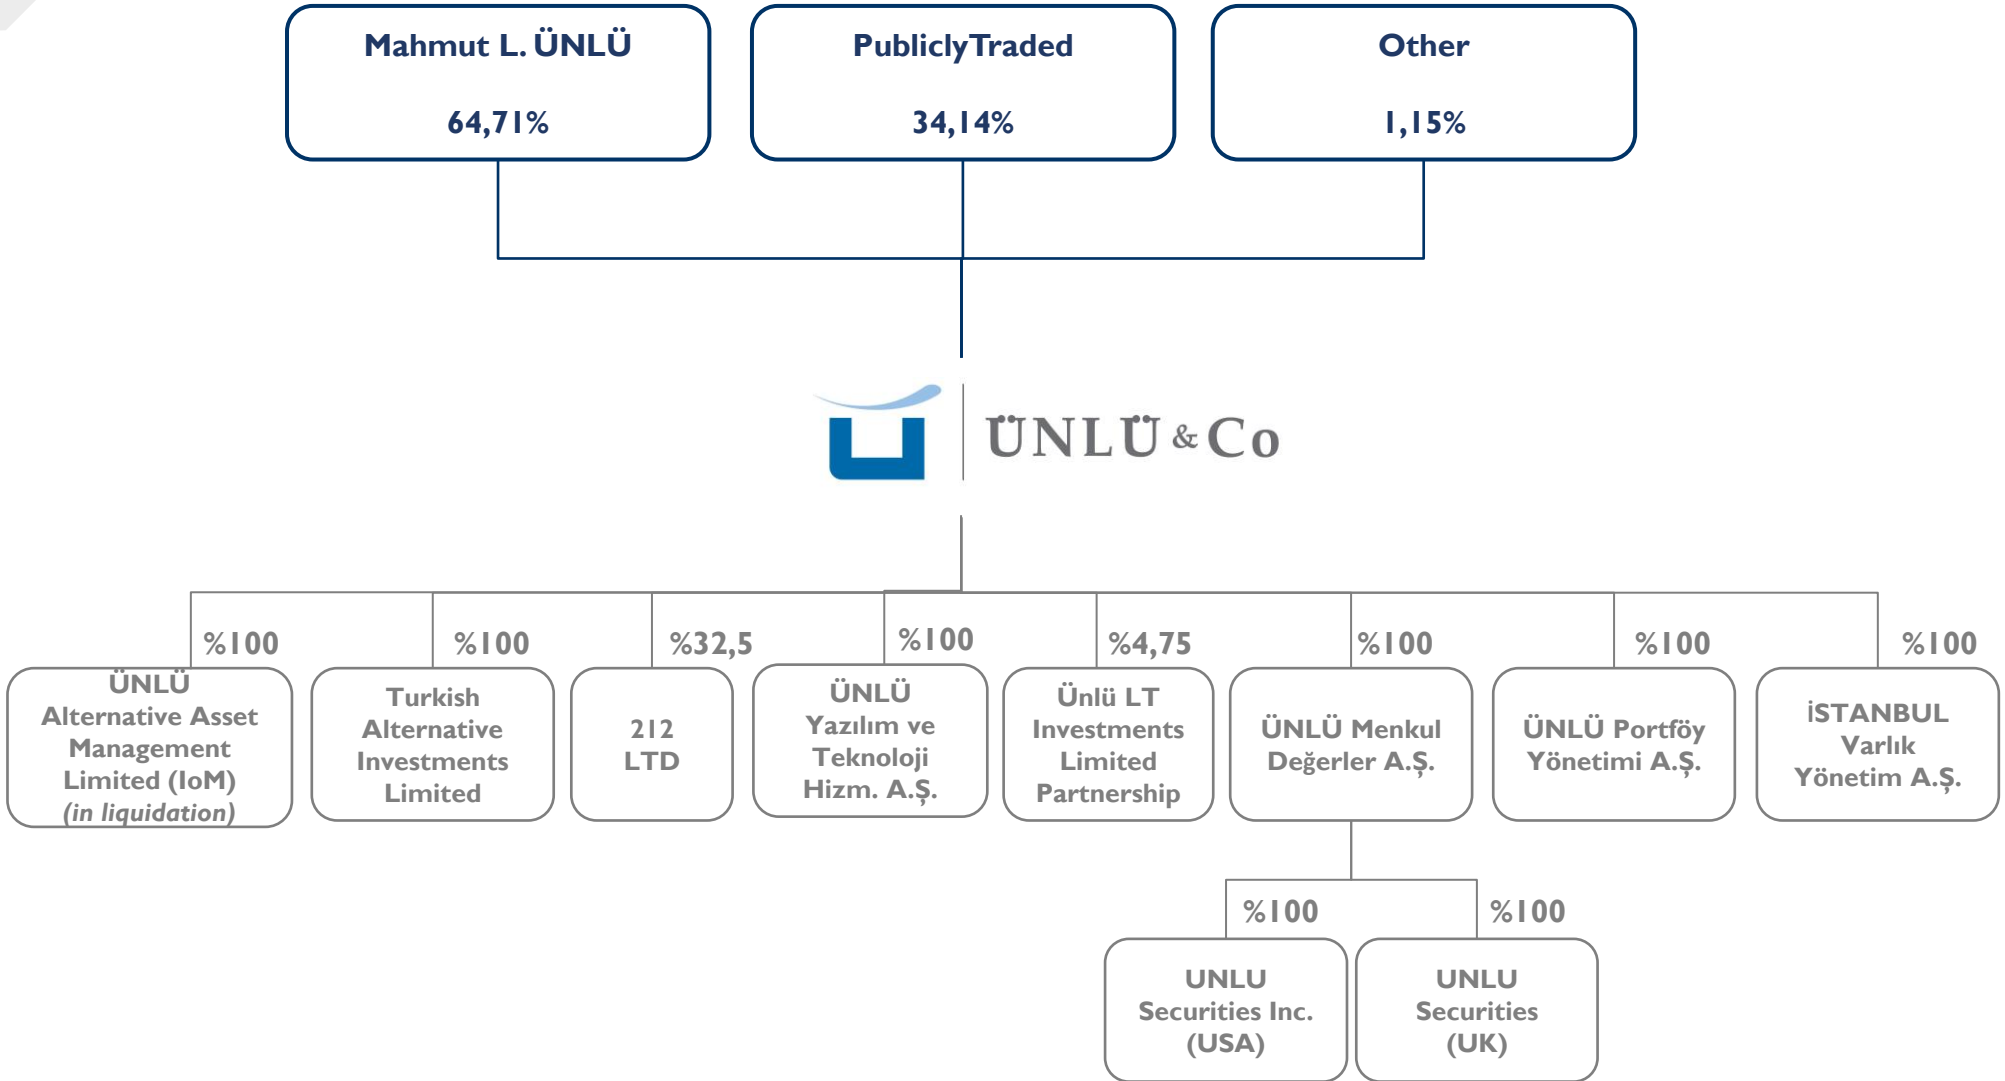 Mahmut L. ÜNLÜ
64,71%
PubliclyTraded
34,14%
Other
1,15%
ÜNLÜ & Co
%100
ÜNLÜ
Alternative Asset
Management
Limited (IoM)
(in liquidation)
%100
Turkish
Alternative
Investments
Limited
%32,5
212
LTD
%100
ÜNLÜ
Yazılım ve
Teknoloji
Hizm. A.Ş.
%4,75
Ünlü LT
Investments
Limited
Partnership
%100
ÜNLÜ Menkul
Değerler A.Ş.
%100
ÜNLÜ Portföy
Yönetimi A.Ş.
%100
İSTANBUL
Varlık
Yönetim A.Ş.
%100
UNLU
Securities Inc.
(USA)
%100
UNLU
Securities
(UK)